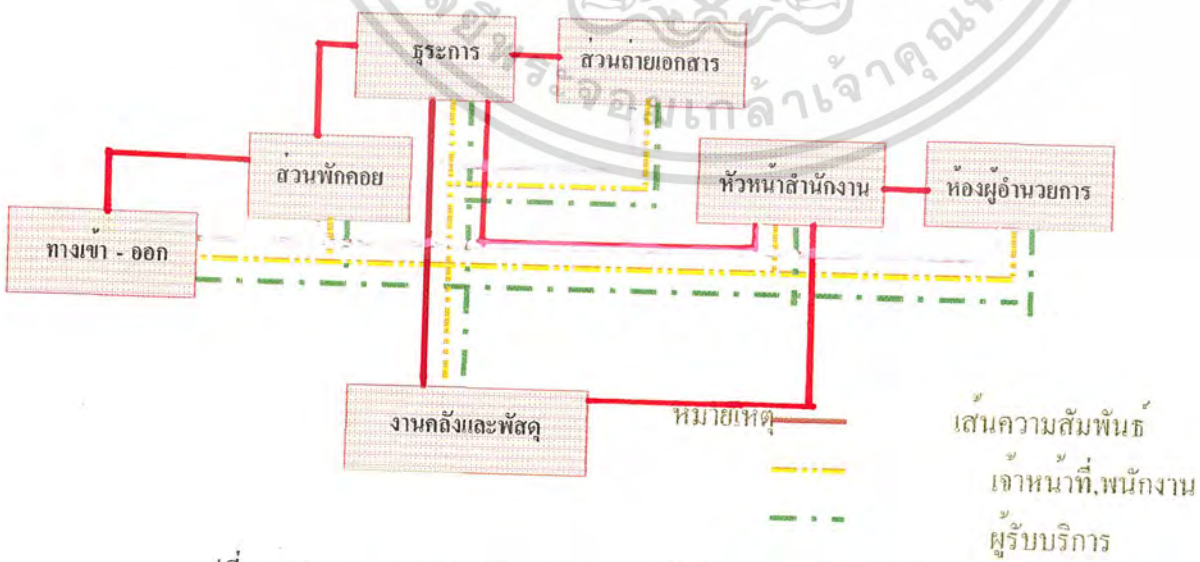 ธุระการ
ส่วนถ่ายเอกสาร
ส่วนพักคอย
หัวหน้าสำนักงาน
ห้องผู้อำนวยการ
ทางเข้า - ออก
งานคลังและพัสดุ
หมายเหตุ
เส้นความสัมพันธ์
เจ้าหน้าที่,พนักงาน
ผู้รับบริการ